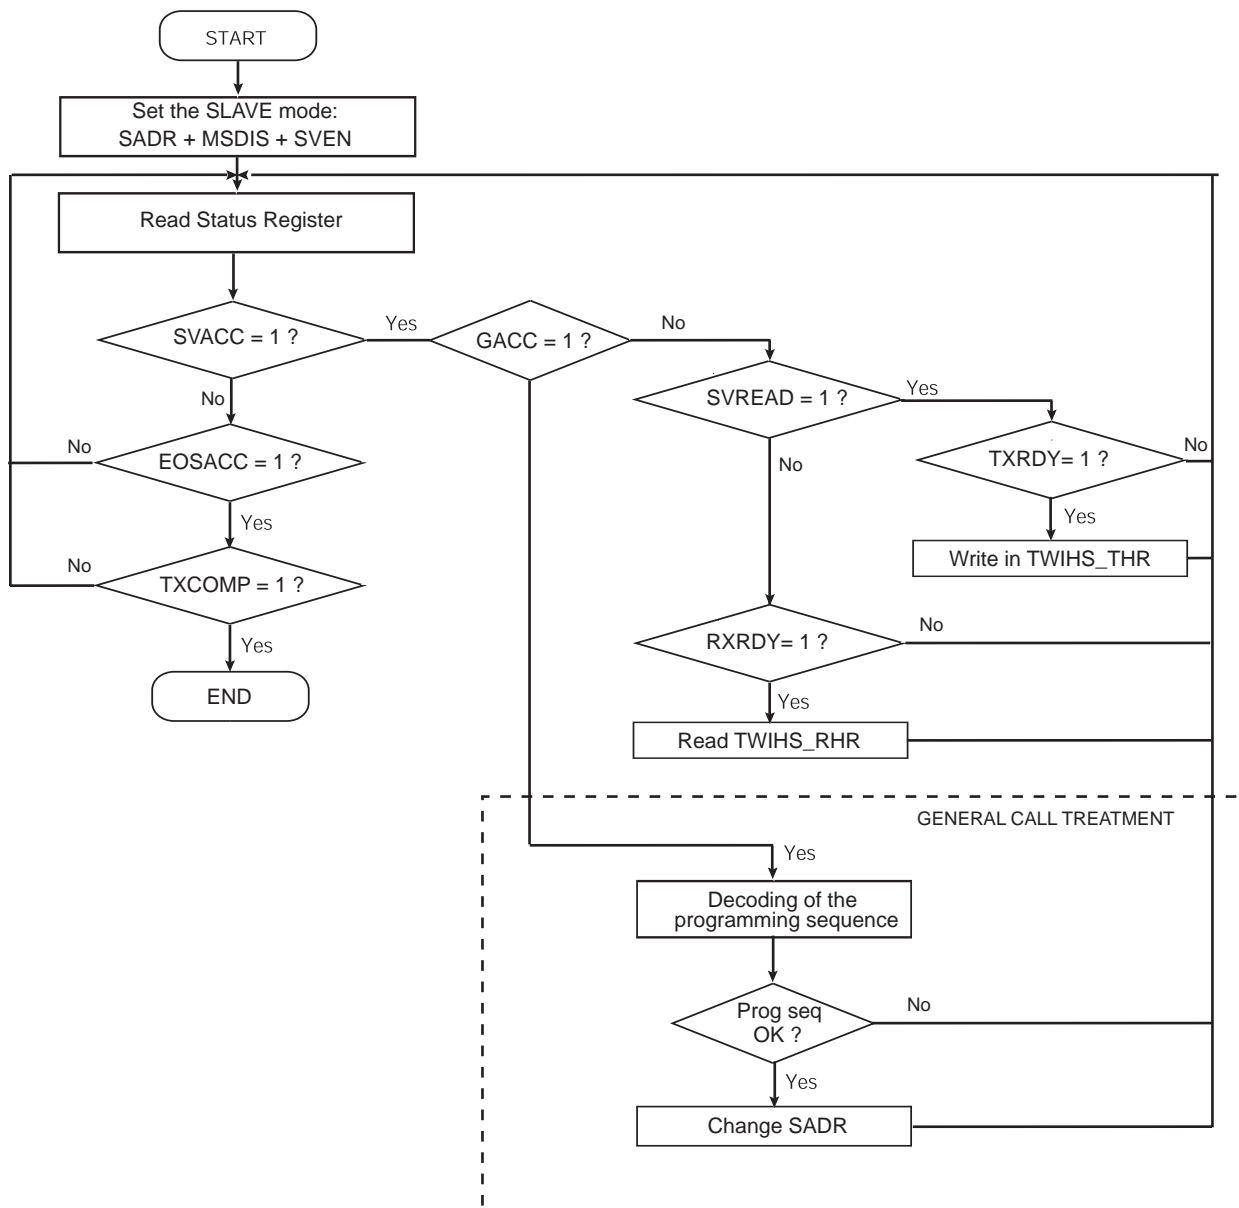 START
Set the SLAVE mode:
SADR + MSDIS + SVEN
Read Status Register
SVACC = 1 ?
Yes
GACC = 1 ?
No
SVREAD = 1 ?
Yes
No
EOSACC = 1 ?
No
TXRDY= 1 ?
No
No
Yes
Yes
Write in TWIHS_THR
TXCOMP = 1 ?
No
RXRDY= 1 ?
No
Yes
END
Yes
Read TWIHS_RHR
GENERAL CALL TREATMENT
Yes
Decoding of the
programming sequence
Prog seq
OK ?
No
Yes
Change SADR